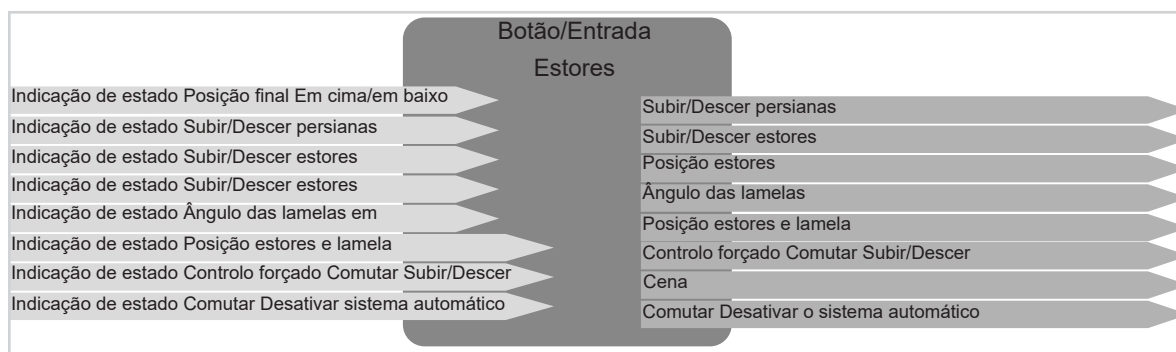 Botão/Entrada
Estores
Indicação de estado Posição final Em cima/em baixo
Indicação de estado Subir/Descer persianas
Indicação de estado Subir/Descer estores
Indicação de estado Subir/Descer estores
Indicação de estado Ângulo das lamelas em
Indicação de estado Posição estores e lamela
Indicação de estado Controlo forçado Comutar Subir/Descer
Indicação de estado Comutar Desativar sistema automático
Subir/Descer persianas
Subir/Descer estores
Posição estores
Ângulo das lamelas
Posição estores e lamela
Controlo forçado Comutar Subir/Descer
Cena
Comutar Desativar o sistema automático